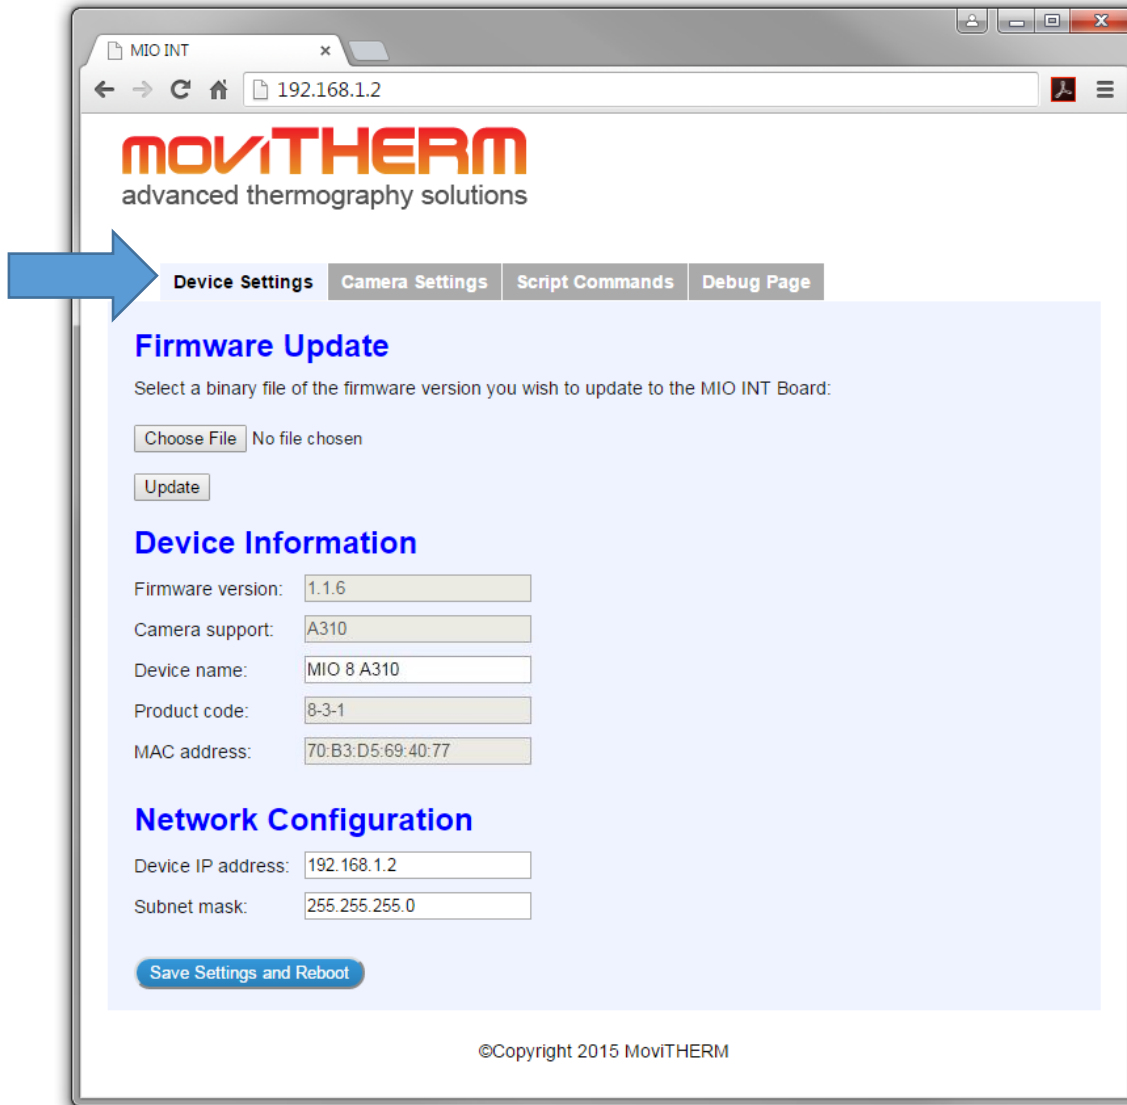 MIO INT
192.168.1.2
moviTHERM
advanced thermography solutions
Device Settings Camera Settings Script Commands Debug Page
Firmware Update
Select a binary file of the firmware version you wish to update to the MIO INT Board:
Choose File No file chosen
Update
Device Information
Firmware version: 1.1.6
Camera support: A310
Device name: MIO 8 A310
Product code: 8-3-1
MAC address: 70:B3:D5:69:40:77
Network Configuration
Device IP address: 192.168.1.2
Subnet mask: 255.255.255.0
Save Settings and Reboot
©Copyright 2015 MoviTHERM